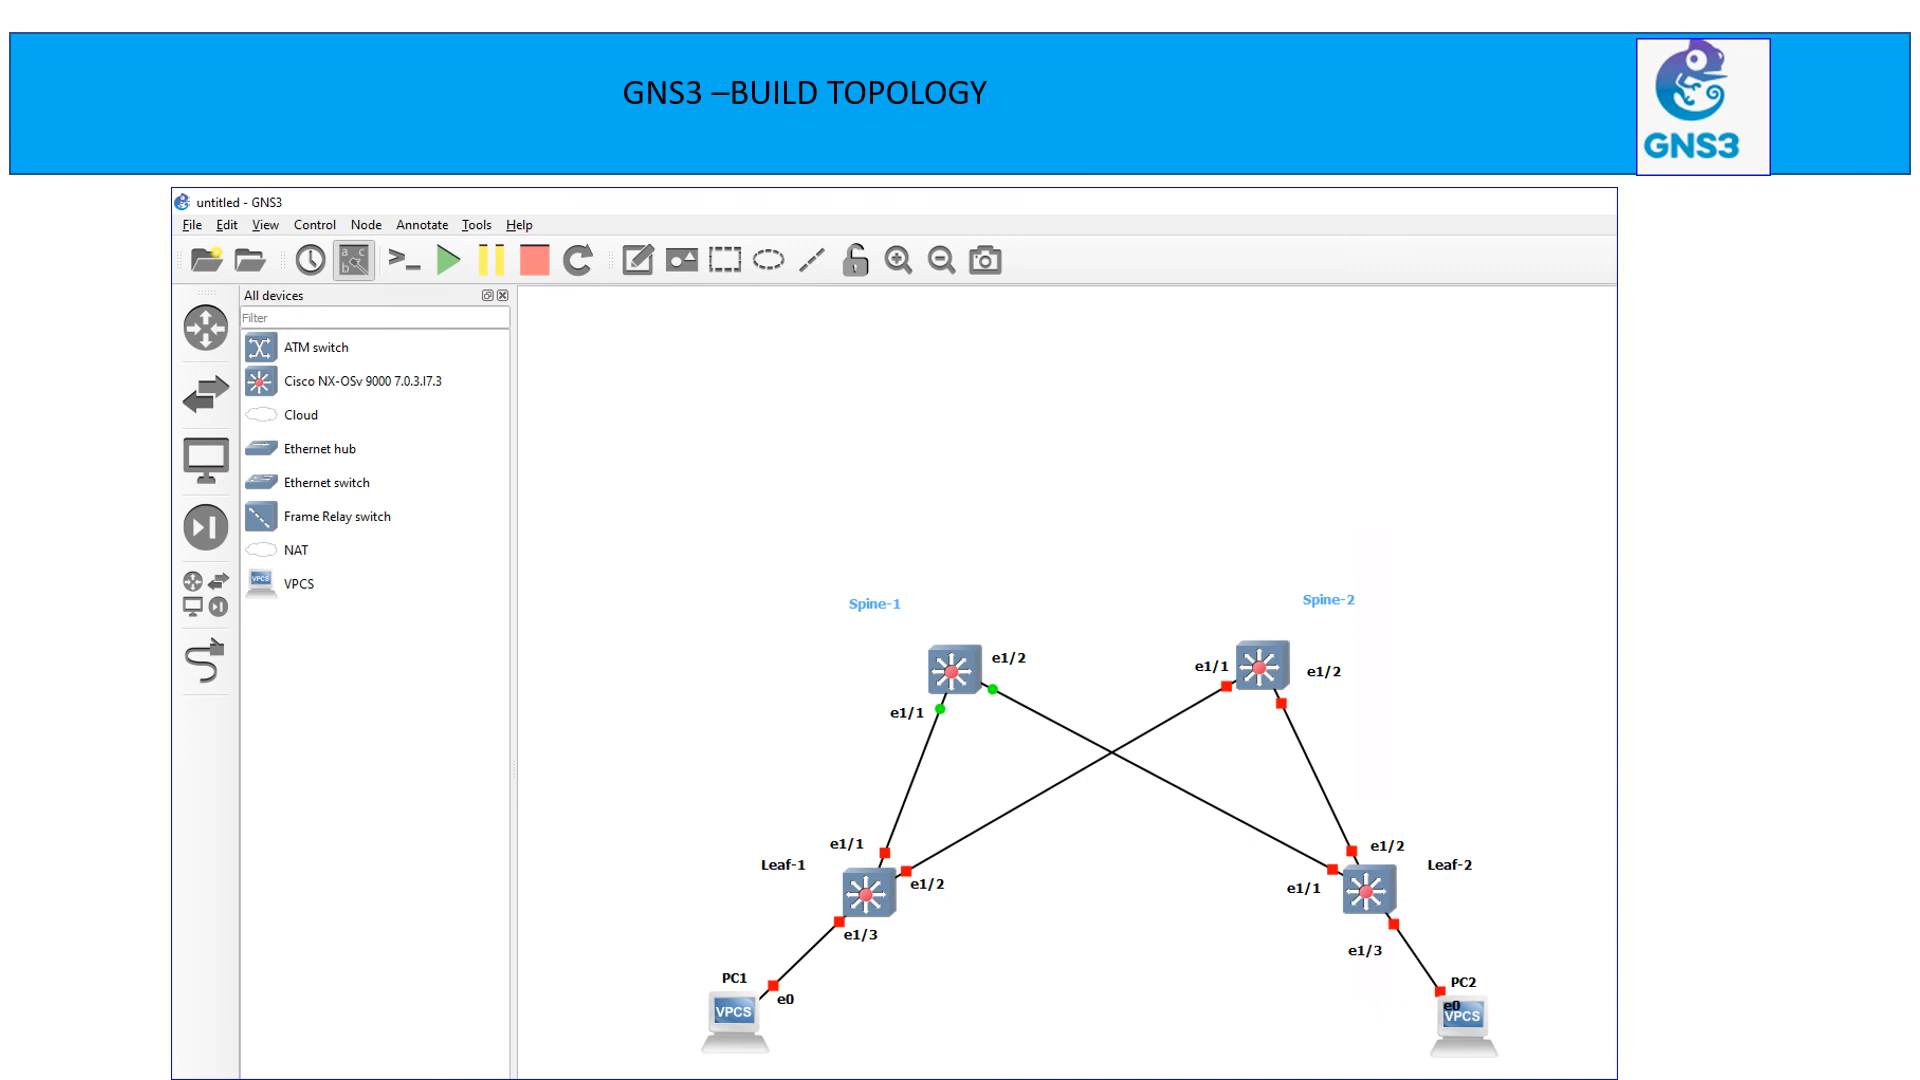 GNS3 –BUILD TOPOLOGY
GNS3
untitled - GNS3
File Edit View Control Node Annotate Tools Help
a c
b
All devices
Filter
ATM switch
Cisco NX-OSv 9000 7.0.3.I7.3
Cloud
Ethernet hub
Ethernet switch
Frame Relay switch
NAT
VPCS
VPCS
Spine-1
Spine-2
e1/2
e1/1
e1/1
e1/2
e1/1
Leaf-1
e1/2
e1/3
e1/2
Leaf-2
e1/1
e1/3
PC1
e0
VPCS
PC2
e0
VPCS